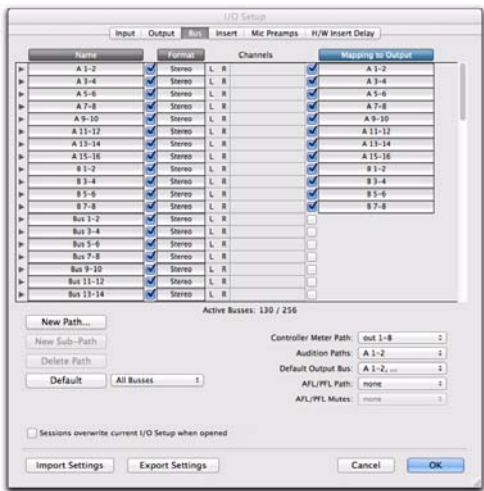 I/O Setup
Input Output Bus Insert Mic Preamps H/W Insert Delay
Name Format Channels Mapping to Output
A 1-2 Stereo L R A 1-2
A 3-4 Stereo L R A 3-4
A 5-6 Stereo L R A 5-6
A 7-8 Stereo L R A 7-8
A 9-10 Stereo L R A 9-10
A 11-12 Stereo L R A 11-12
A 13-14 Stereo L R A 13-14
A 15-16 Stereo L R A 15-16
B 1-2 Stereo L R B 1-2
B 3-4 Stereo L R B 3-4
B 5-6 Stereo L R B 5-6
B 7-8 Stereo L R B 7-8
Bus 1-2 Stereo L R
Bus 3-4 Stereo L R
Bus 5-6 Stereo L R
Bus 7-8 Stereo L R
Bus 9-10 Stereo L R
Bus 11-12 Stereo L R
Bus 13-14 Stereo L R
Active Busses: 130 / 256
New Path...
New Sub-Path
Delete Path
Default All Busses
Controller Meter Path: out 1-8
Audition Paths: A 1-2
Default Output Bus: A 1-2, ...
AFL/PFL Path: none
AFL/PFL Mutes: none
Sessions overwrite current I/O Setup when opened
Import Settings Export Settings Cancel OK